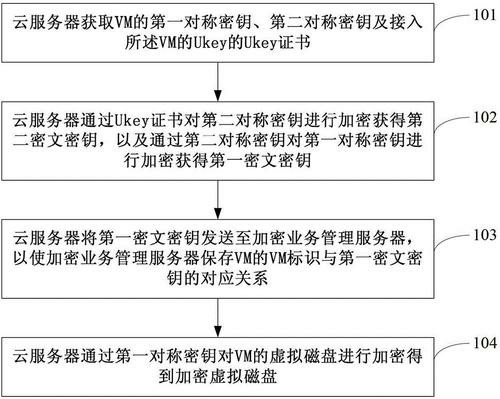 云服务器获取VM的第一对称密钥、第二对称密钥及接入
所述VM的Ukey的Ukey证书
101
云服务器通过Ukey证书对第二对称密钥进行加密获得第
二密文密钥，以及通过第二对称密钥对第一对称密钥进
行加密获得第一密文密钥
102
云服务器将第一密文密钥发送至加密业务管理服务器，
以使加密业务管理服务器保存VM的VM标识与第一密文密
钥的对应关系
103
云服务器通过第一对称密钥对VM的虚拟磁盘进行加密得
到加密虚拟磁盘
104